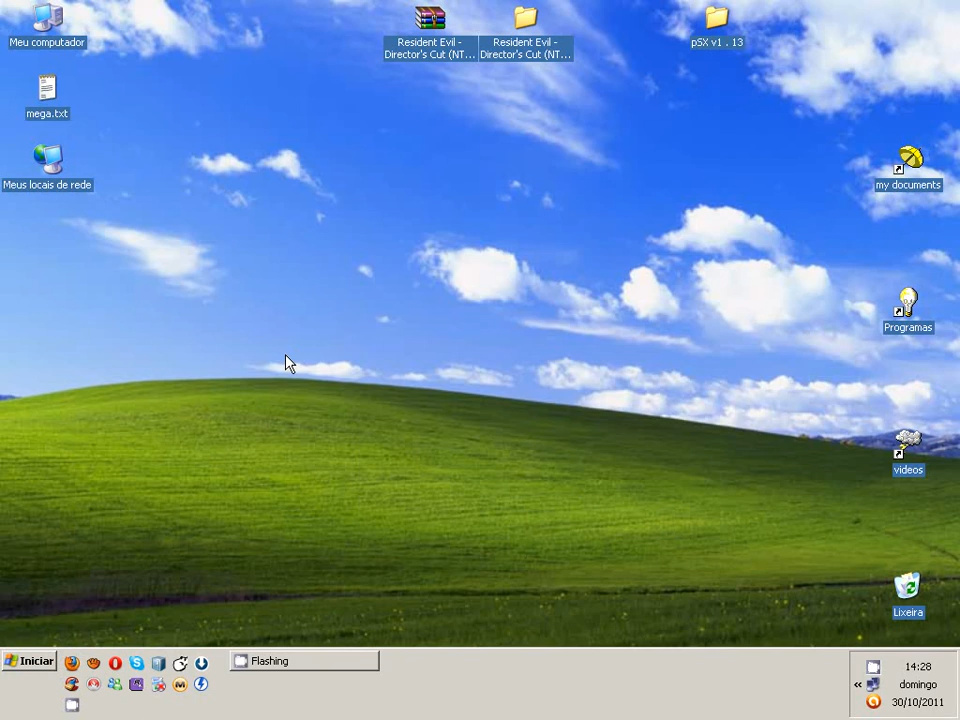 Meu computador
Resident Evil -
Director's Cut (NT...
Resident Evil -
Director's Cut (NT...
pSX v1 . 13
mega.txt
Meus locais de rede
my documents
Programas
videos
Lixeira
Iniciar
Flashing
14:28
domingo
30/10/2011